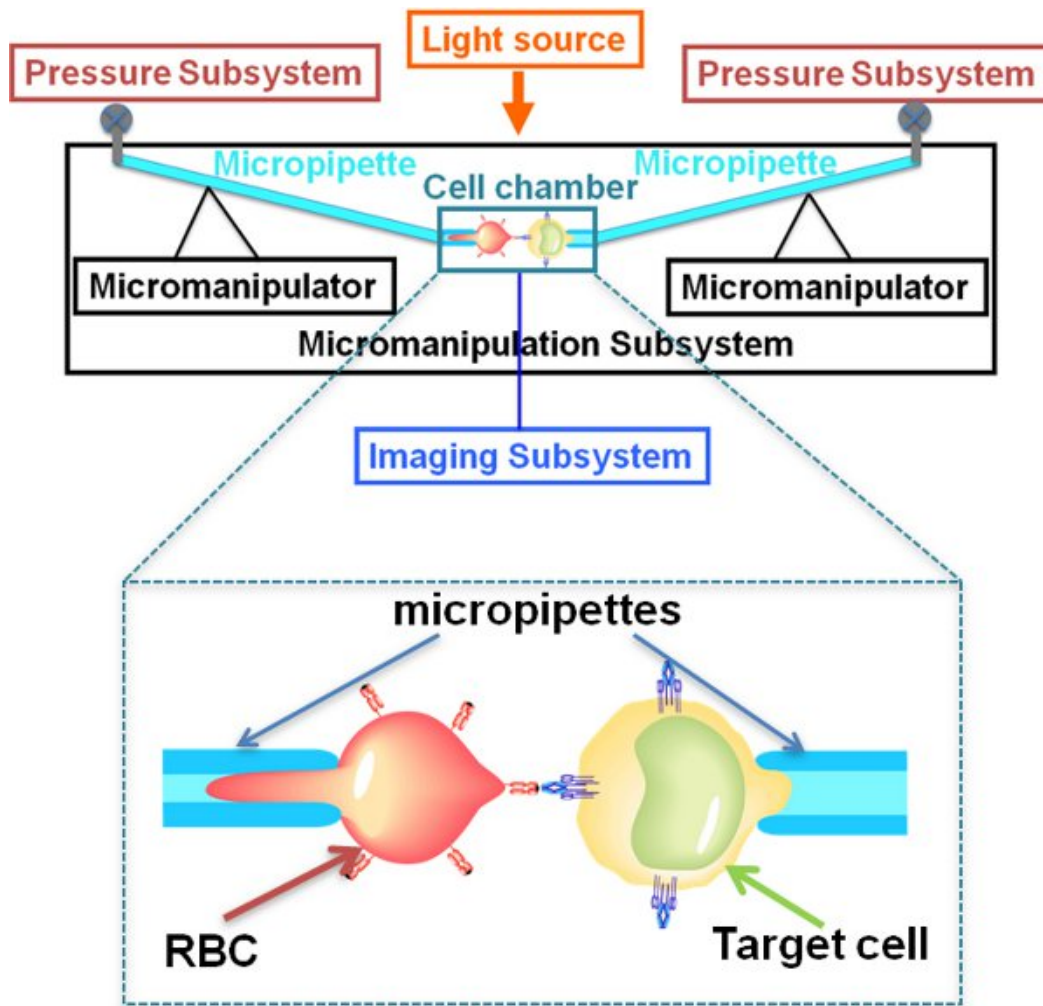 Light source
Pressure Subsystem
Pressure Subsystem
Micropipette
Micropipette
Cell chamber
Micromanipulator
Micromanipulator
Micromanipulation Subsystem
Imaging Subsystem
micropipettes
RBC
Target cell